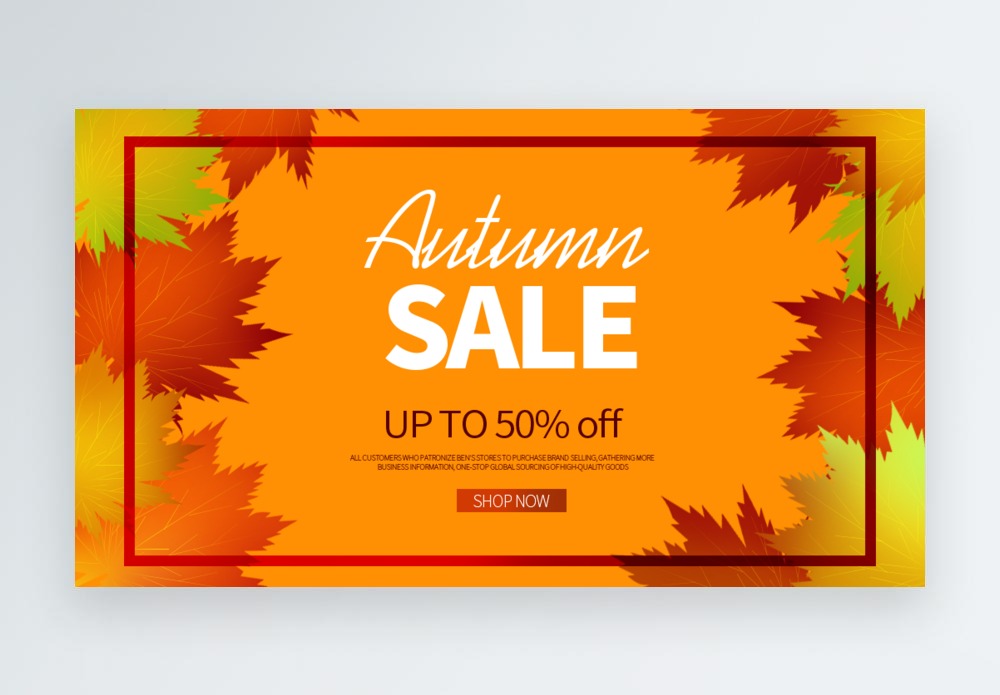 Autumn
SALE
UP TO 50% off
ALL CUSTOMERS WHO PATRONIZE BEN'S STORES TO PURCHASE BRAND SELLING, GATHERING MORE
BUSINESS INFORMATION, ONE-STOP GLOBAL SOURCING OF HIGH-QUALITY GOODS
SHOP NOW